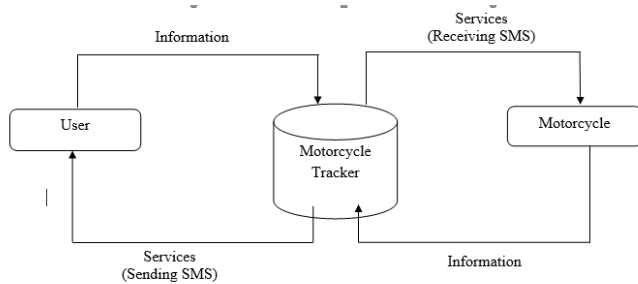 Services
(Receiving SMS)
Information
User
Motorcycle
Tracker
Motorcycle
Services
(Sending SMS)
Information